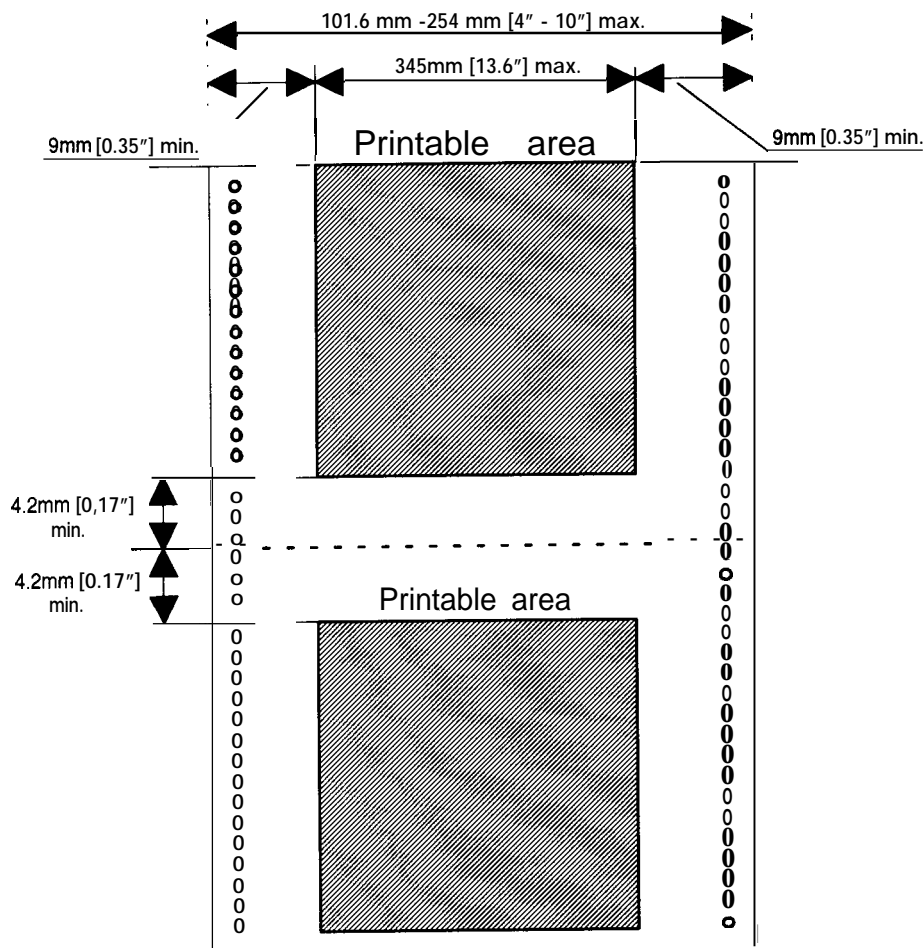 101.6 mm -254 mm [4" - 10"] max.
345mm [13.6"] max.
9mm [0.35"] min.
9mm [0.35"] min.
Printable area
4.2mm [0,17"]
min.
4.2mm [0.17"]
min.
Printable area